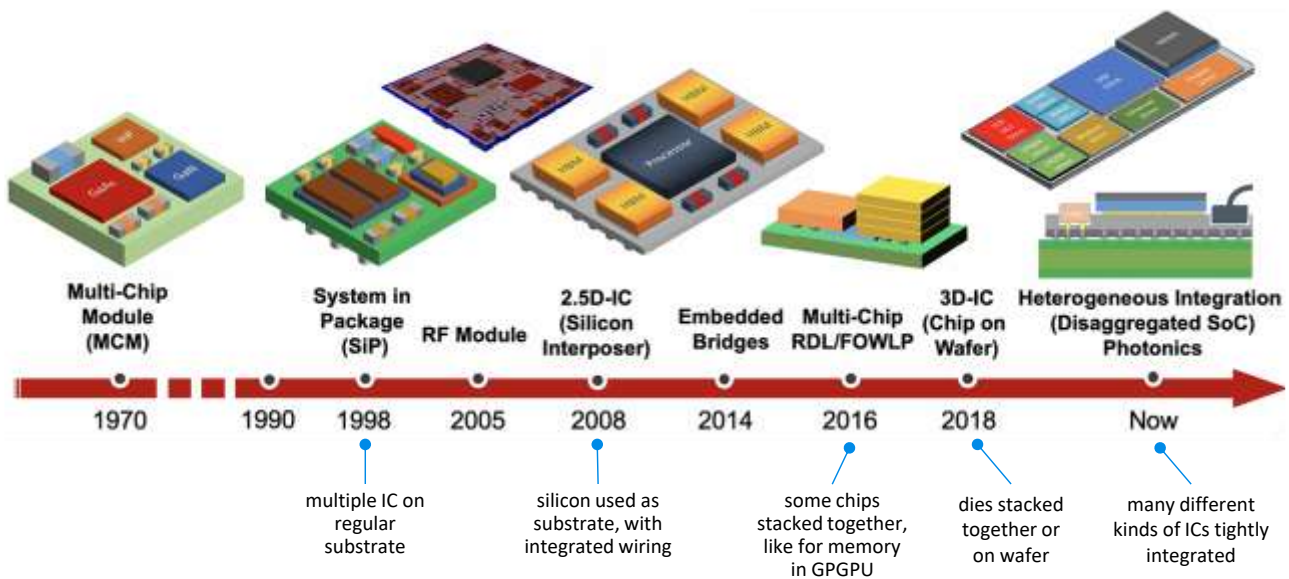 GaAs
SiP
GaN
HBM
HBM
HBM
HBM
Processor
Multi-Chip
Module
(MCM)
System in
Package
(SiP)
RF Module
2.5D-IC
(Silicon
Interposer)
Embedded
Bridges
Multi-Chip
RDL/FOWLP
3D-IC
(Chip on
Wafer)
Heterogeneous Integration
(Disaggregated SoC)
Photonics
1970
1990
1998
2005
2008
2014
2016
2018
Now
multiple IC on
regular
substrate
silicon used as
substrate, with
integrated wiring
some chips
stacked together,
like for memory
in GPGPU
dies stacked
together or
on wafer
many different
kinds of ICs tightly
integrated